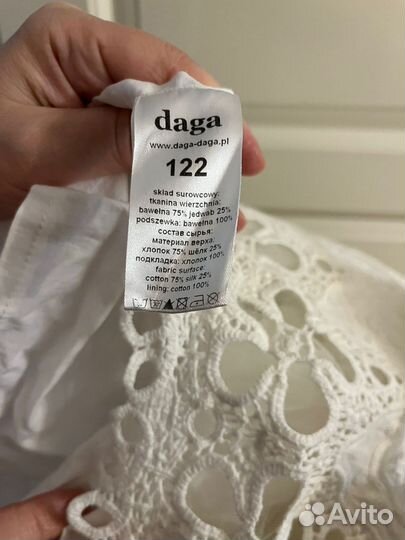 daga
www.daga-daga.pl
122
skład surowcowy:
tkanina wierzchnia:
bawełna 75% jedwab 25%
podszewka: bawełna 100%
состав сырья:
материал верха:
хлопок 75% шёлк 25%
подкладка: хлопок 100%
fabric surface:
cotton 75% silk 25%
lining: cotton 100%
Avito